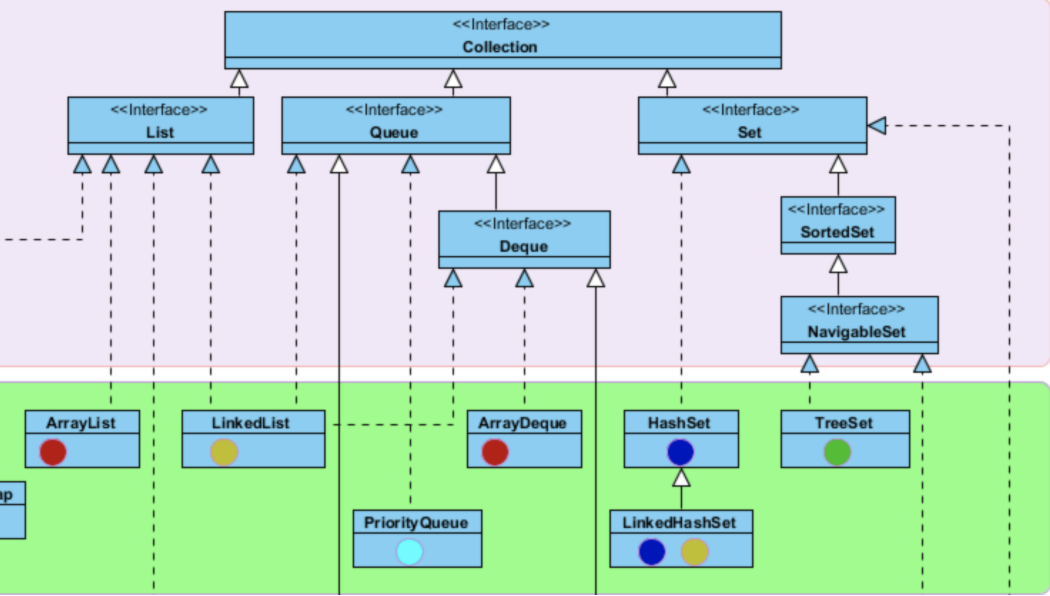 <<Interface>>
Collection
<<Interface>>
List
<<Interface>>
Queue
<<Interface>>
Set
<<Interface>>
SortedSet
<<Interface>>
Deque
<<Interface>>
NavigableSet
ArrayList
LinkedList
ArrayDeque
HashSet
TreeSet
ap
PriorityQueue
LinkedHashSet